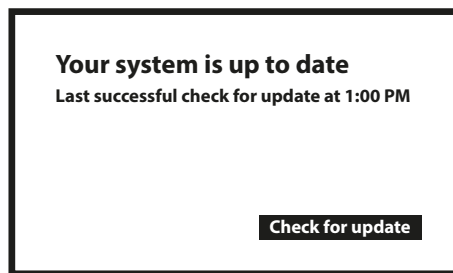 Your system is up to date
Last successful check for update at 1:00 PM
Check for update